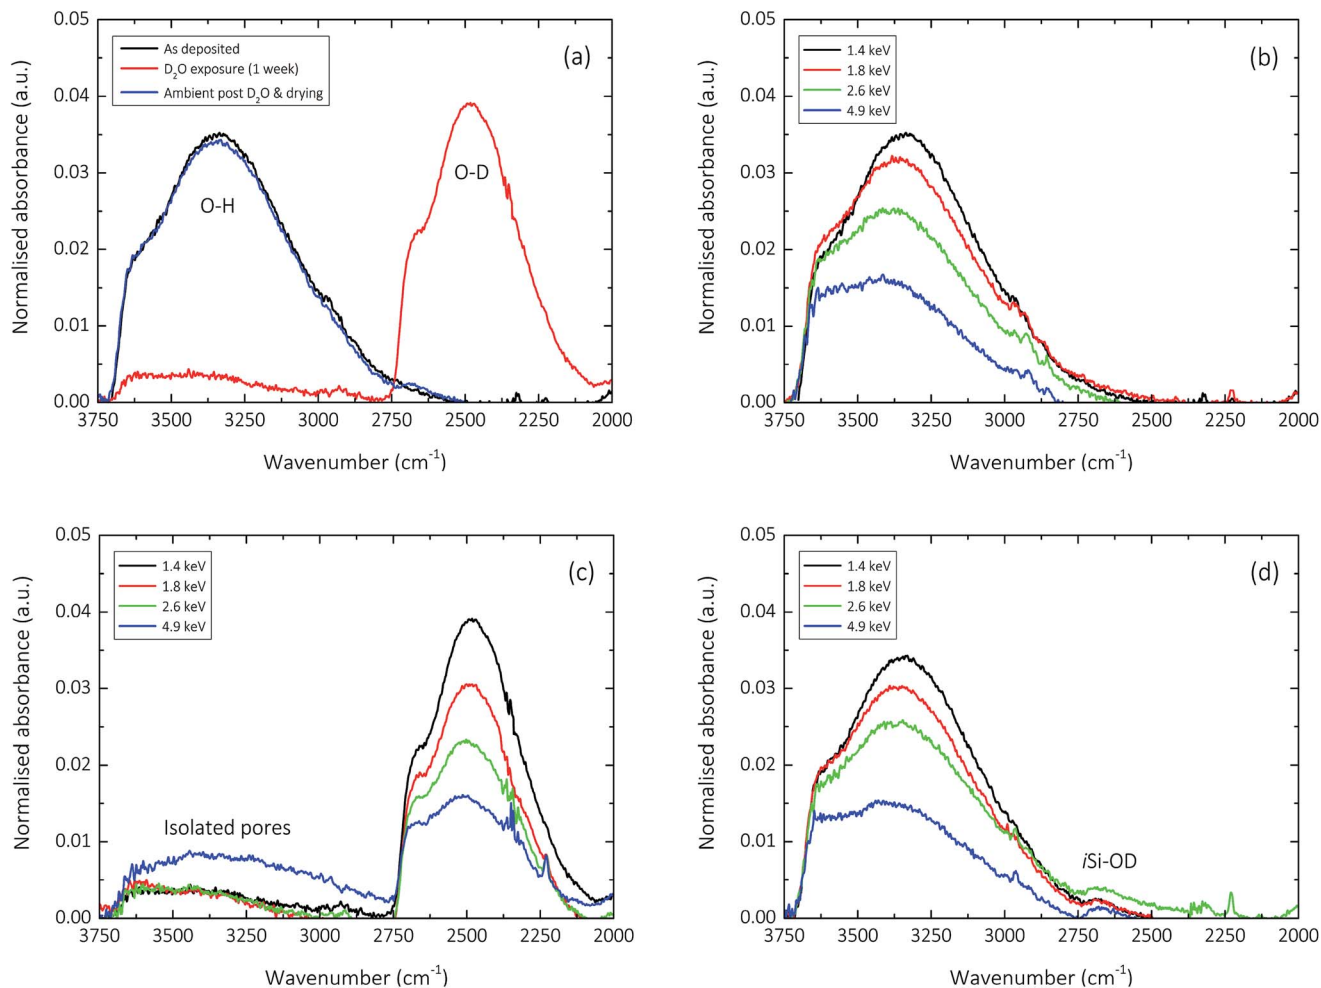 (a)
As deposited
D₂O exposure (1 week)
Ambient post D₂O & drying
O-H
O-D
0.05
0.04
0.03
0.02
0.01
0.00
Normalised absorbance (a.u.)
3750 3500 3250 3000 2750 2500 2250 2000
Wavenumber (cm⁻¹)
(b)
1.4 keV
1.8 keV
2.6 keV
4.9 keV
0.05
0.04
0.03
0.02
0.01
0.00
Normalised absorbance (a.u.)
3750 3500 3250 3000 2750 2500 2250 2000
Wavenumber (cm⁻¹)
(c)
1.4 keV
1.8 keV
2.6 keV
4.9 keV
Isolated pores
0.05
0.04
0.03
0.02
0.01
0.00
Normalised absorbance (a.u.)
3750 3500 3250 3000 2750 2500 2250 2000
Wavenumber (cm⁻¹)
(d)
1.4 keV
1.8 keV
2.6 keV
4.9 keV
iSi-OD
0.05
0.04
0.03
0.02
0.01
0.00
Normalised absorbance (a.u.)
3750 3500 3250 3000 2750 2500 2250 2000
Wavenumber (cm⁻¹)